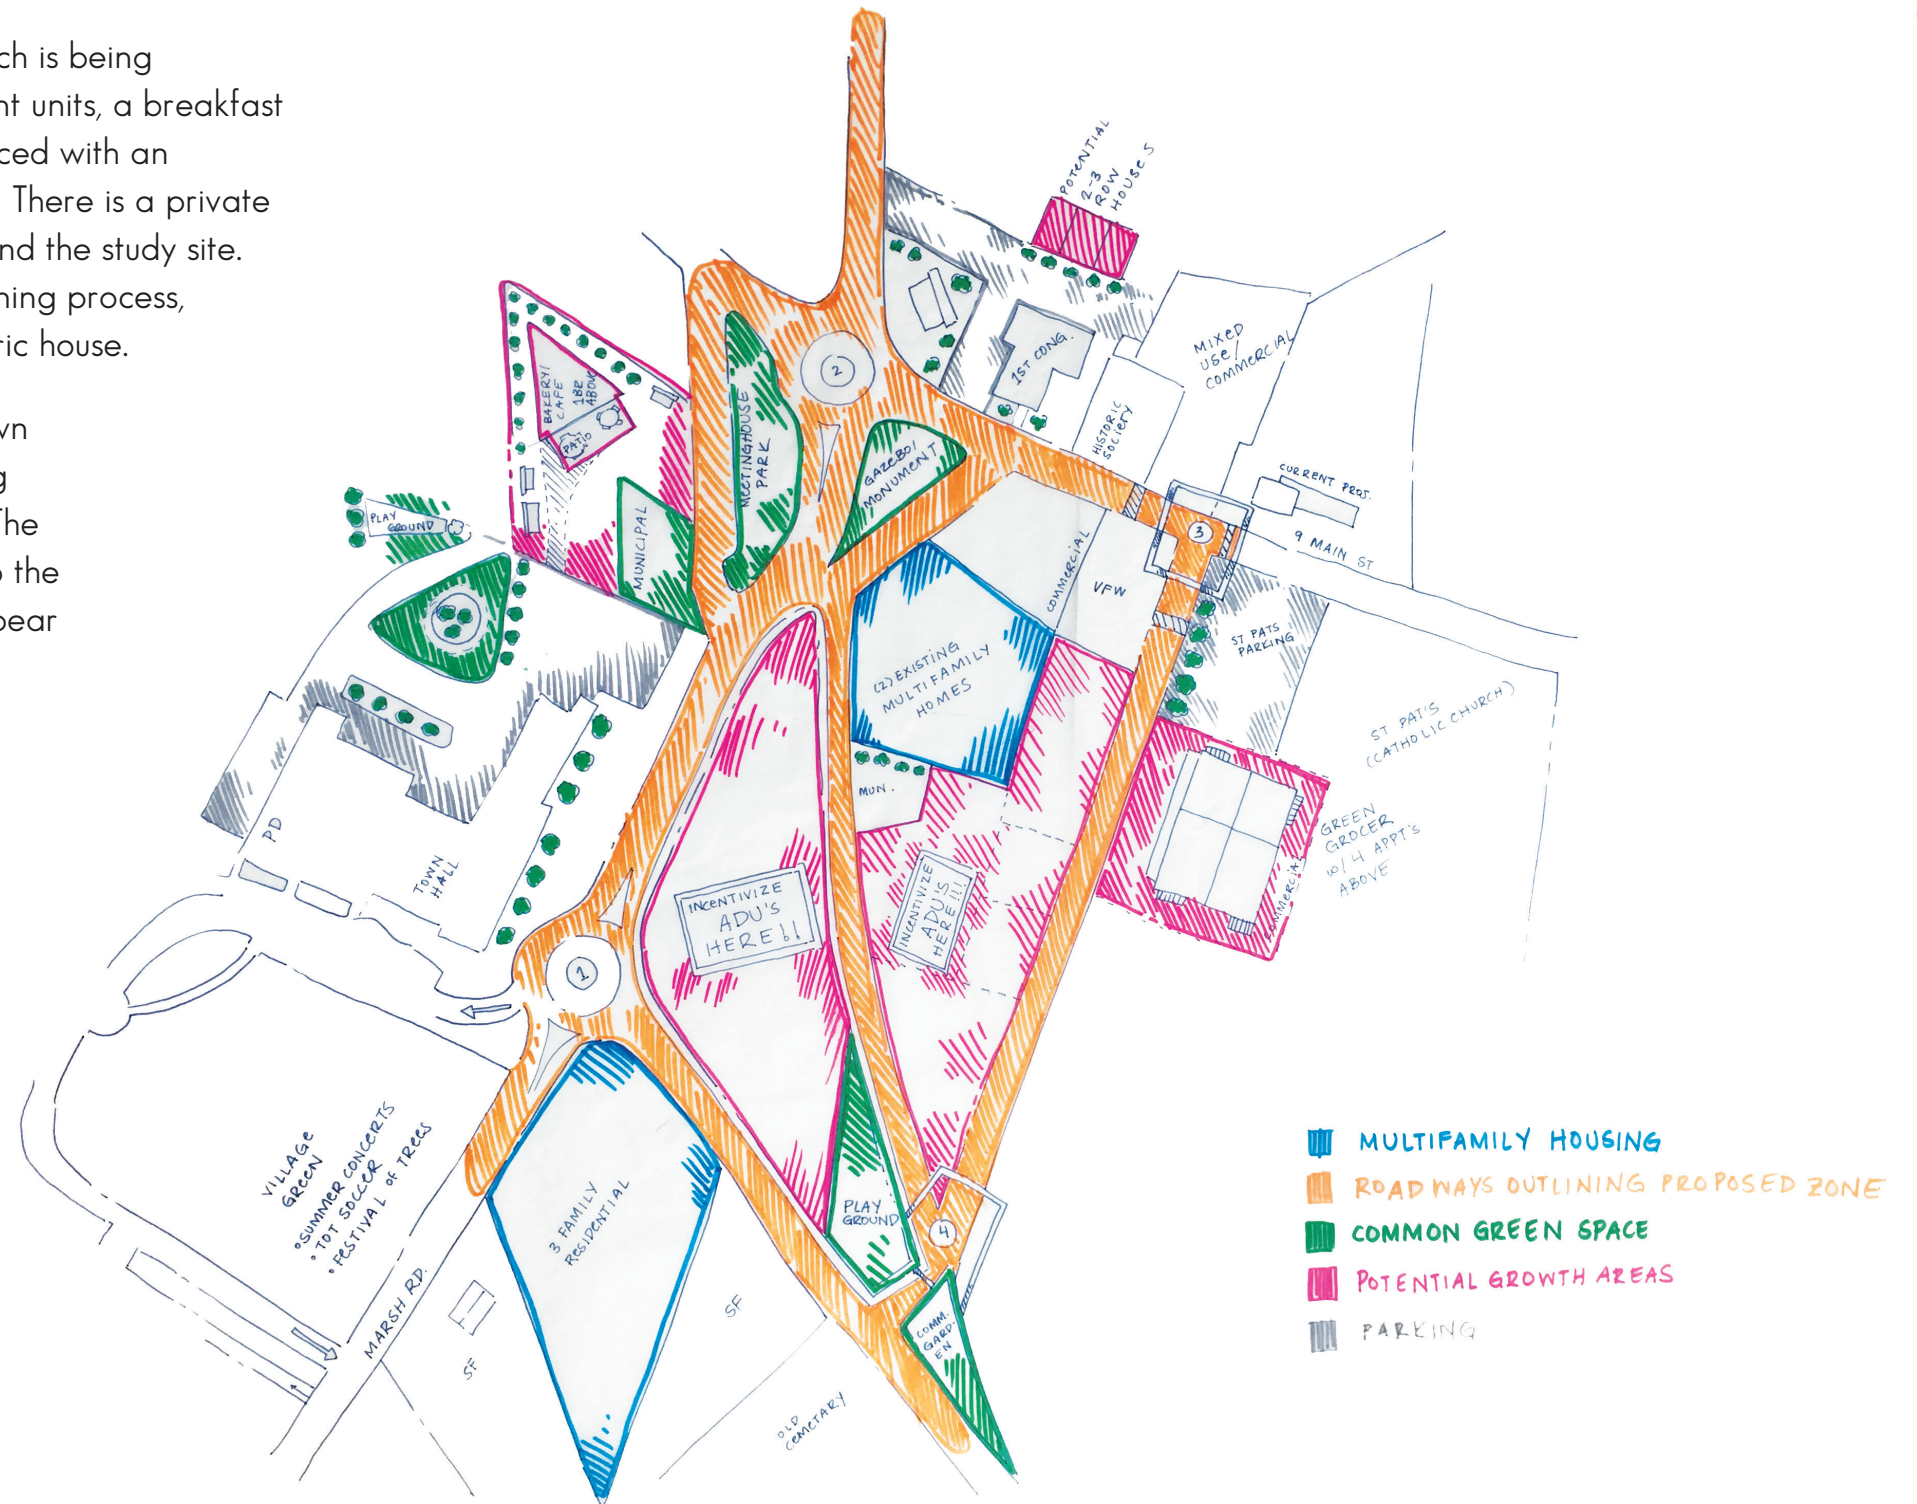 ch is being
nt units, a breakfast
ced with an
There is a private
nd the study site.
ning process,
ric house.
wn
g
The
o the
pear
POTENTIAL
2-3
ROW
HOUSES
MIXED
USE/
COMMERCIAL
1ST CONG.
HISTORIC
SOCIETY
2
BAKERY/
CAFE
1BR
ABOVE
PATIO
MEETINGHOUSE
PARK
GAZEBO/
MONUMENT
MUNICIPAL
PLAY
GROUND
CURRENT PROJ.
3
9 MAIN ST
COMMERCIAL
VFW
ST PATS
PARKING
(2) EXISTING
MULTIFAMILY
HOMES
ST PAT'S
(CATHOLIC CHURCH)
MUN.
GREEN
GROCER
W/ 4 APPT'S
ABOVE
COMMERCIAL
PD
TOWN
HALL
INCENTIVIZE
ADU'S
HERE!!
INCENTIVIZE
ADU'S
HERE!!!
1
VILLAGE
GREEN
•SUMMER CONCERTS
•TOT SOCCER
•FESTIVAL OF TREES
MARSH RD.
3 FAMILY
RESIDENTIAL
PLAY
GROUND
4
COMM.
GARD-
EN
SF
SF
OLD
CEMETARY
MULTIFAMILY HOUSING
ROADWAYS OUTLINING PROPOSED ZONE
COMMON GREEN SPACE
POTENTIAL GROWTH AREAS
PARKING